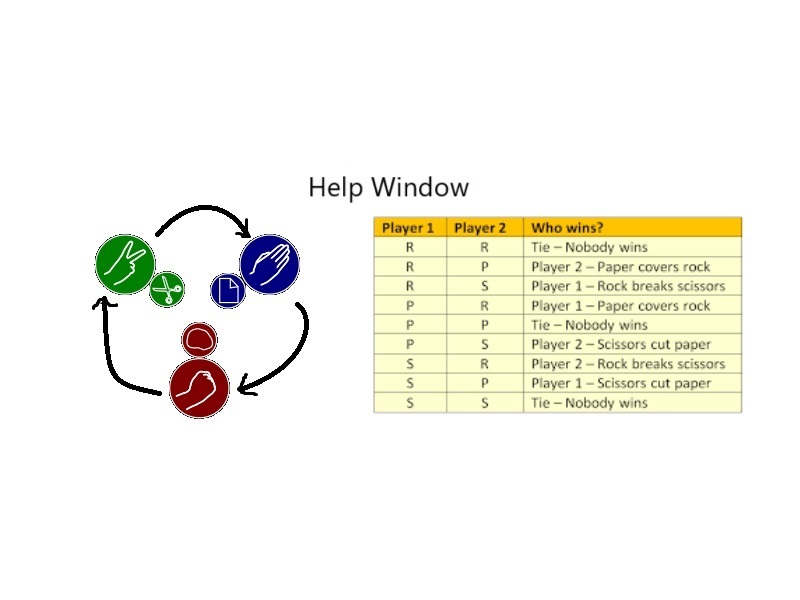 Help Window
Player 1 Player 2 Who wins?
R R Tie – Nobody wins
R P Player 2 – Paper covers rock
R S Player 1 – Rock breaks scissors
P R Player 1 – Paper covers rock
P P Tie – Nobody wins
P S Player 2 – Scissors cut paper
S R Player 2 – Rock breaks scissors
S P Player 1 – Scissors cut paper
S S Tie – Nobody wins